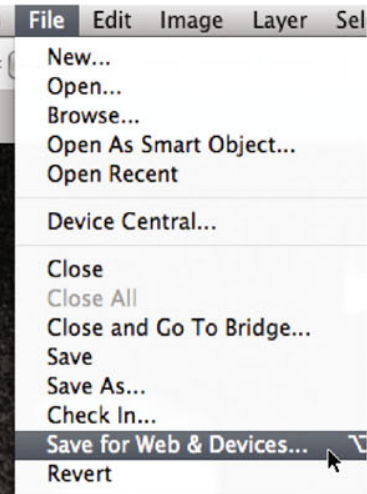 File Edit Image Layer Sel
New...
Open...
Browse...
Open As Smart Object...
Open Recent
Device Central...
Close
Close All
Close and Go To Bridge...
Save
Save As...
Check In...
Save for Web & Devices... ⌥
Revert